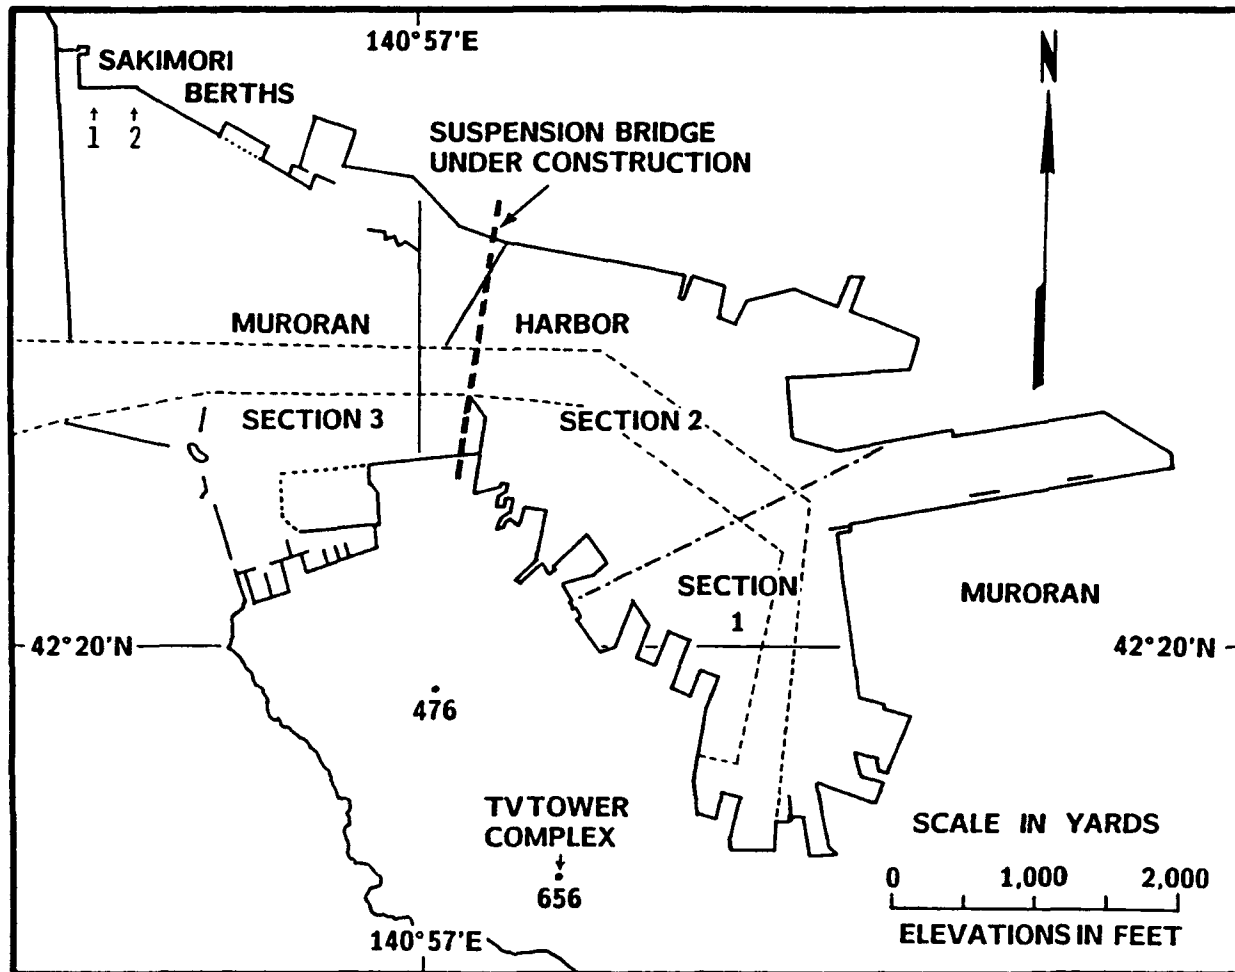 140°57'E
N
SAKIMORI
BERTHS
1 2
SUSPENSION BRIDGE
UNDER CONSTRUCTION
MURORAN HARBOR
SECTION 3 SECTION 2
SECTION
1
MURORAN
42°20'N 42°20'N
476
TV TOWER
COMPLEX
656
SCALE IN YARDS
0 1,000 2,000
ELEVATIONS IN FEET
140°57'E